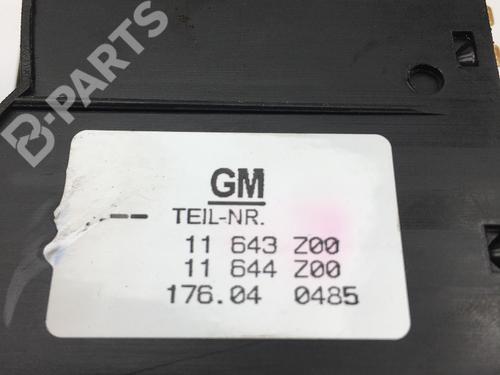 B-PARTS
GM
-- TEIL-NR.
11 643 Z00
11 644 Z00
176.04 0485